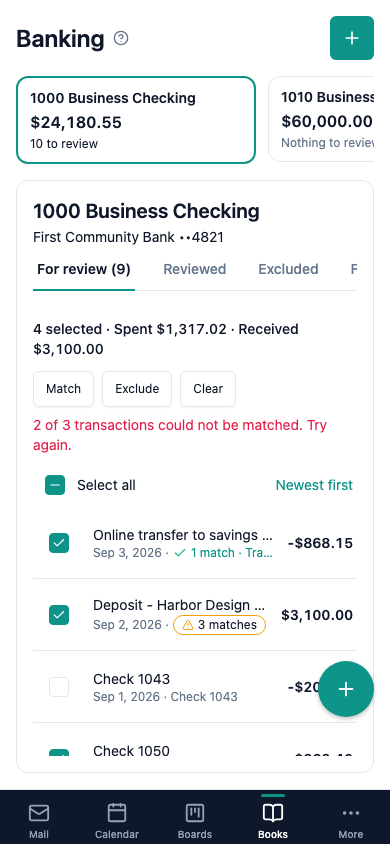 Banking
1000 Business Checking
$24,180.55
10 to review
1010 Business
$60,000.00
Nothing to review
1000 Business Checking
First Community Bank ••4821
For review (9)
Reviewed
Excluded
4 selected · Spent $1,317.02 · Received
$3,100.00
Match
Exclude
Clear
2 of 3 transactions could not be matched. Try
again.
Select all
Newest first
Online transfer to savings ...
-$868.15
Sep 3, 2026 · 1 match · Tra...
Deposit - Harbor Design ...
$3,100.00
Sep 2, 2026 · 3 matches
Check 1043
-$20
Sep 1, 2026 · Check 1043
Check 1050
Mail
Calendar
Boards
Books
More